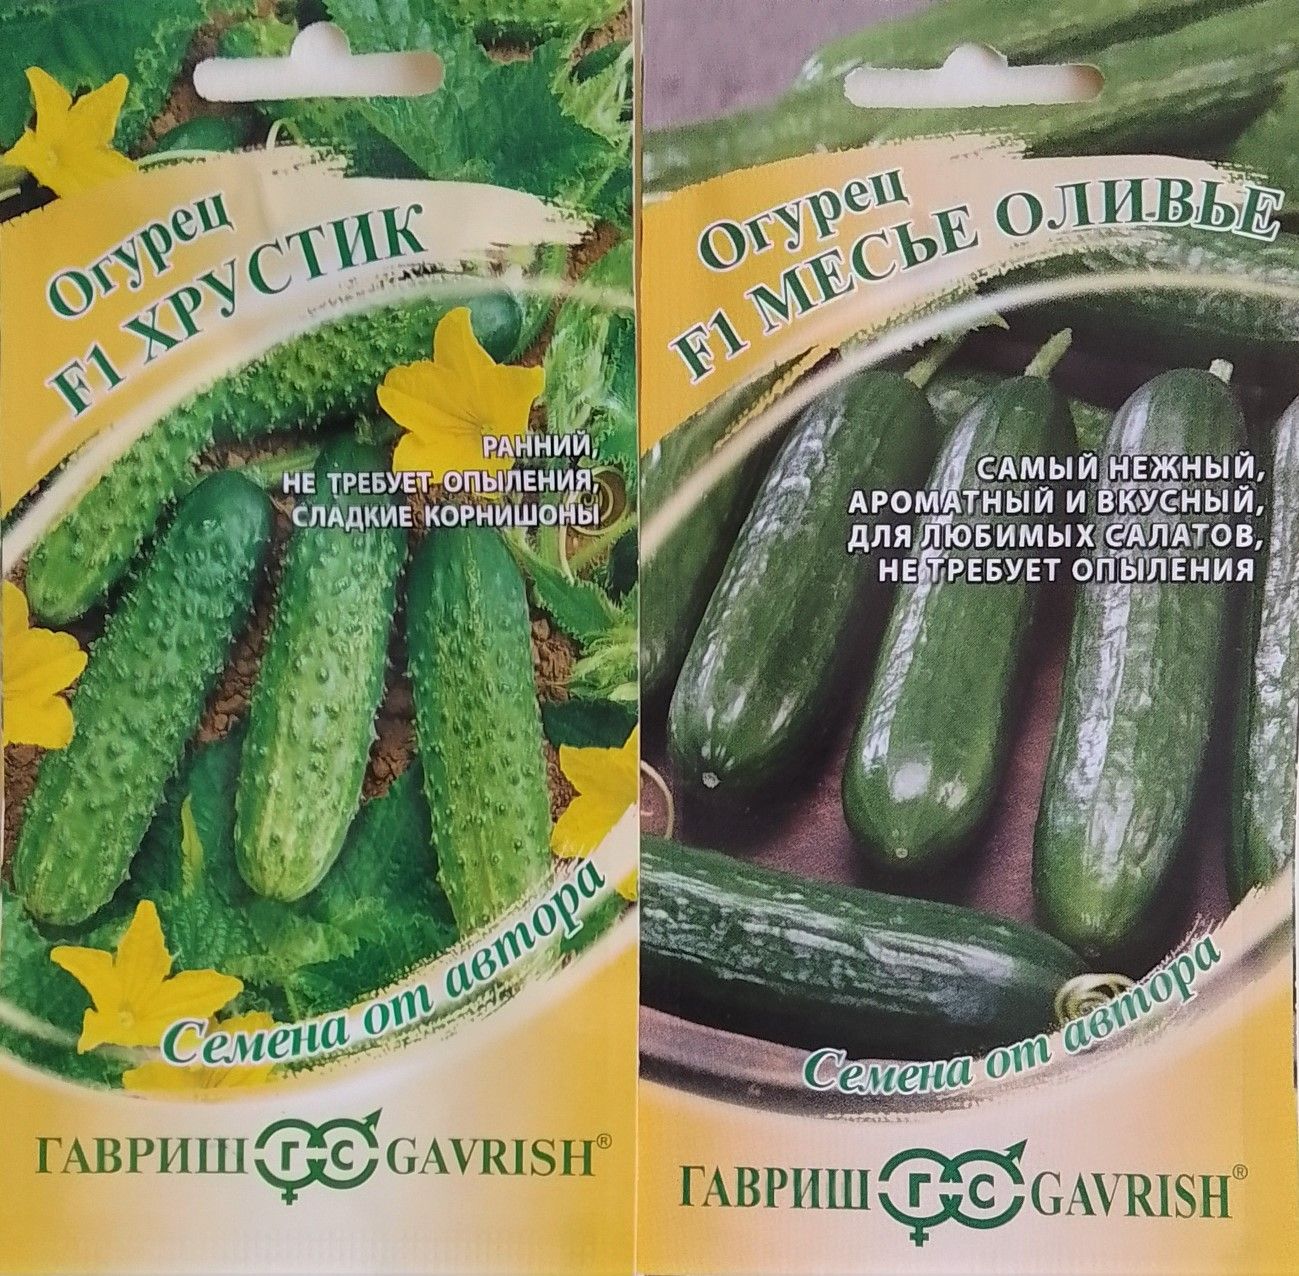 Огурец
F1 ХРУСТИК
РАННИЙ,
НЕ ТРЕБУЕТ ОПЫЛЕНИЯ,
СЛАДКИЕ КОРНИШОНЫ
Семена от автора
ГАВРИШ ГС GAVRISH®
Огурец
F1 МЕСЬЕ ОЛИВЬЕ
САМЫЙ НЕЖНЫЙ,
АРОМАТНЫЙ И ВКУСНЫЙ,
ДЛЯ ЛЮБИМЫХ САЛАТОВ,
НЕ ТРЕБУЕТ ОПЫЛЕНИЯ
Семена от автора
ГАВРИШ ГС GAVRISH®